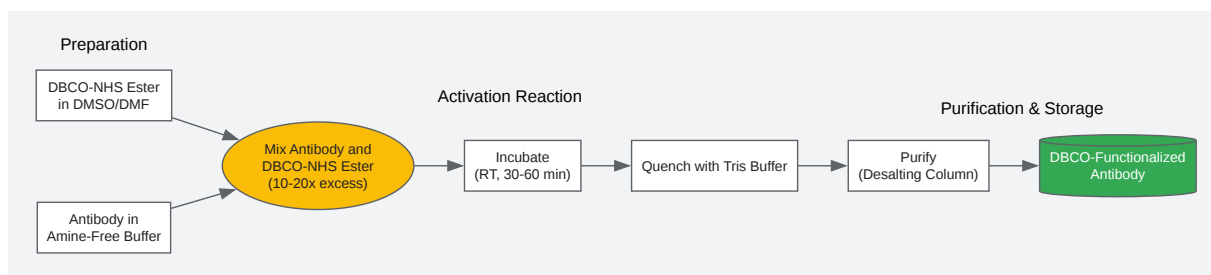 Preparation
DBCO-NHS Ester
in DMSO/DMF
Antibody in
Amine-Free Buffer
Mix Antibody and
DBCO-NHS Ester
(10-20x excess)
Activation Reaction
Incubate
(RT, 30-60 min)
Quench with Tris Buffer
Purification & Storage
Purify
(Desalting Column)
DBCO-Functionalized
Antibody